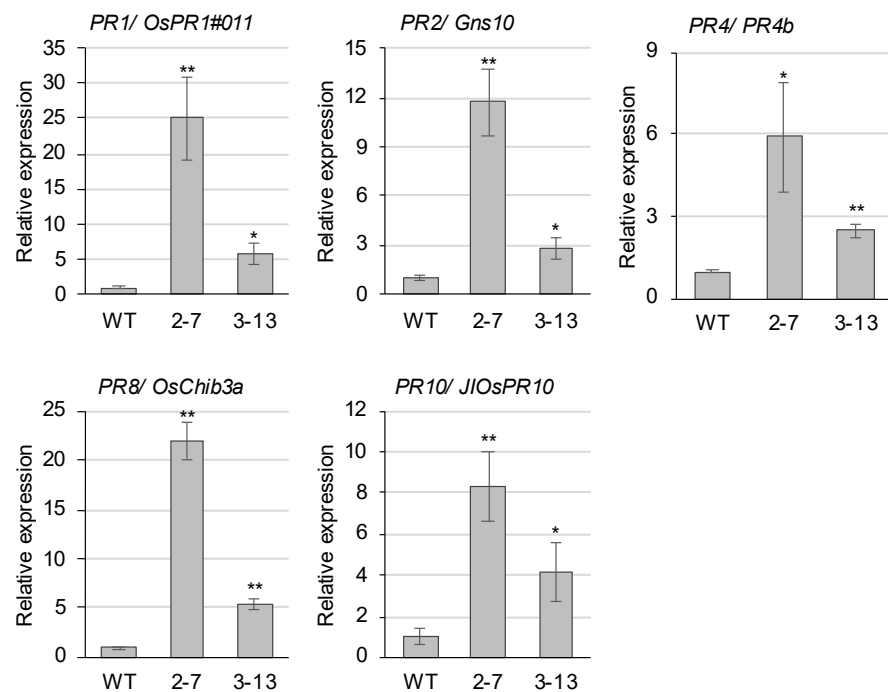 PR1/ OsPR1#011
Relative expression
35
30
25
20
15
10
5
0
**
*
WT 2-7 3-13
PR2/ Gns10
Relative expression
15
12
9
6
3
0
**
*
WT 2-7 3-13
PR4/ PR4b
Relative expression
9
6
3
0
*
**
WT 2-7 3-13
PR8/ OsChib3a
Relative expression
25
20
15
10
5
0
**
**
WT 2-7 3-13
PR10/ JIOsPR10
Relative expression
12
10
8
6
4
2
0
**
*
WT 2-7 3-13